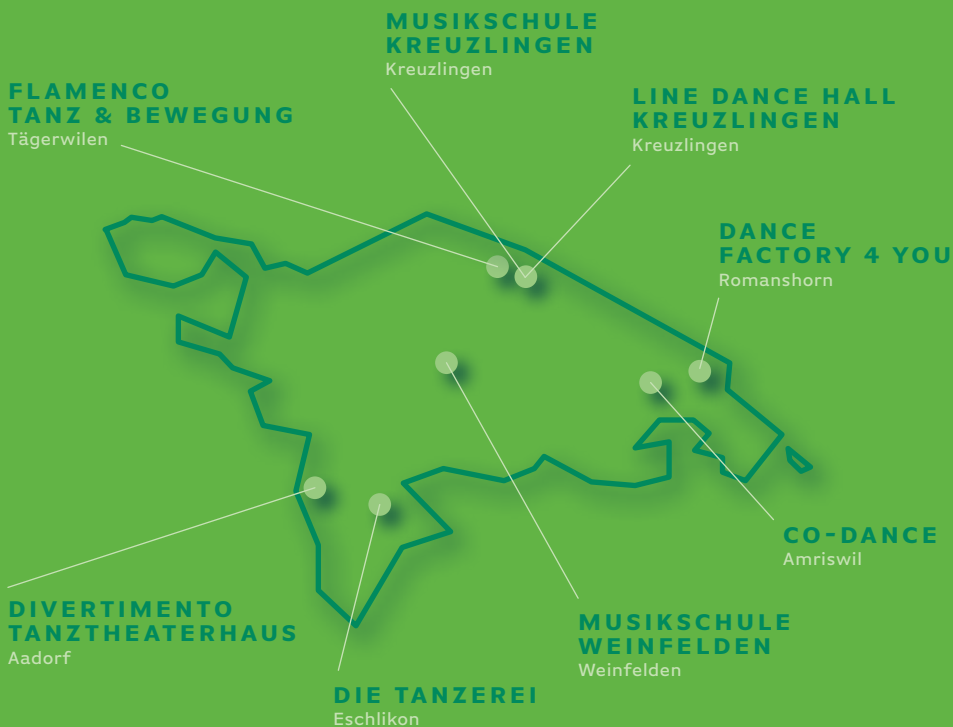 MUSIKSCHULE
KREUZLINGEN
Kreuzlingen
FLAMENCO
TANZ & BEWEGUNG
Tägerwilen
LINE DANCE HALL
KREUZLINGEN
Kreuzlingen
DANCE
FACTORY 4 YOU
Romanshorn
CO-DANCE
Amriswil
DIVERTIMENTO
TANZTHEATERHAUS
Aadorf
MUSIKSCHULE
WEINFELDEN
Weinfelden
DIE TANZEREI
Eschlikon